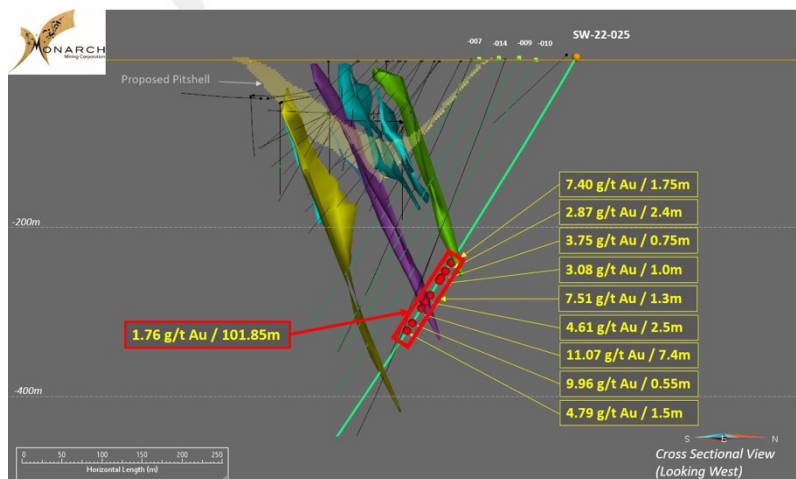 MONARCH
Mining Corporation
SW-22-025
-007
-014
-009
-010
Proposed Pitshell
7.40 g/t Au / 1.75m
2.87 g/t Au / 2.4m
-200m
3.75 g/t Au / 0.75m
3.08 g/t Au / 1.0m
7.51 g/t Au / 1.3m
1.76 g/t Au / 101.85m
4.61 g/t Au / 2.5m
11.07 g/t Au / 7.4m
9.96 g/t Au / 0.55m
-400m
4.79 g/t Au / 1.5m
0 50 100 150 200 250
Horizontal Length (m)
S E N
Cross Sectional View
(Looking West)